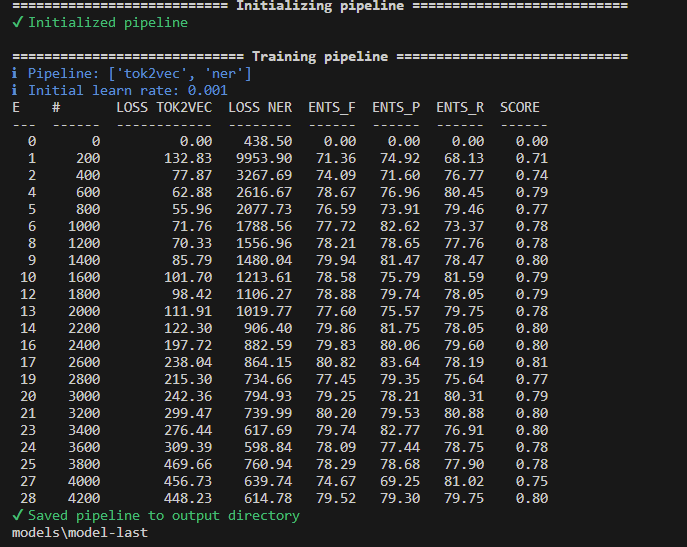 =========================== Initializing pipeline ===========================
✓ Initialized pipeline
============================= Training pipeline =============================
ℹ Pipeline: ['tok2vec', 'ner']
ℹ Initial learn rate: 0.001
E    #       LOSS TOK2VEC  LOSS NER  ENTS_F  ENTS_P  ENTS_R  SCORE
---  ------  ------------  --------  ------  ------  ------  ------
  0       0          0.00    438.50    0.00    0.00    0.00    0.00
  1     200        132.83   9953.90   71.36   74.92   68.13    0.71
  2     400         77.87   3267.69   74.09   71.60   76.77    0.74
  4     600         62.88   2616.67   78.67   76.96   80.45    0.79
  5     800         55.96   2077.73   76.59   73.91   79.46    0.77
  6    1000         71.76   1788.56   77.72   82.62   73.37    0.78
  8    1200         70.33   1556.96   78.21   78.65   77.76    0.78
  9    1400         85.79   1480.04   79.94   81.47   78.47    0.80
 10    1600        101.70   1213.61   78.58   75.79   81.59    0.79
 12    1800         98.42   1106.27   78.88   79.74   78.05    0.79
 13    2000        111.91   1019.77   77.60   75.57   79.75    0.78
 14    2200        122.30    906.40   79.86   81.75   78.05    0.80
 16    2400        197.72    882.59   79.83   80.06   79.60    0.80
 17    2600        238.04    864.15   80.82   83.64   78.19    0.81
 19    2800        215.30    734.66   77.45   79.35   75.64    0.77
 20    3000        242.36    794.93   79.25   78.21   80.31    0.79
 21    3200        299.47    739.99   80.20   79.53   80.88    0.80
 23    3400        276.44    617.69   79.74   82.77   76.91    0.80
 24    3600        309.39    598.84   78.09   77.44   78.75    0.78
 25    3800        469.66    760.94   78.29   78.68   77.90    0.78
 27    4000        456.73    639.74   74.67   69.25   81.02    0.75
 28    4200        448.23    614.78   79.52   79.30   79.75    0.80
✓ Saved pipeline to output directory
models\model-last